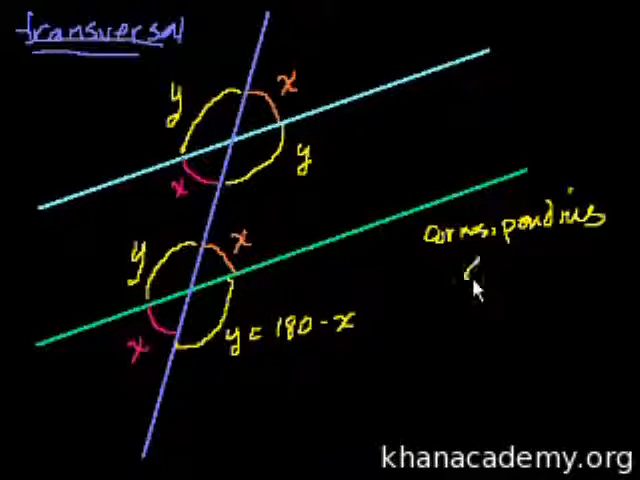 transversal
x
y
y
x
y
x
corresponding
y = 180 - x
x
khanacademy.org